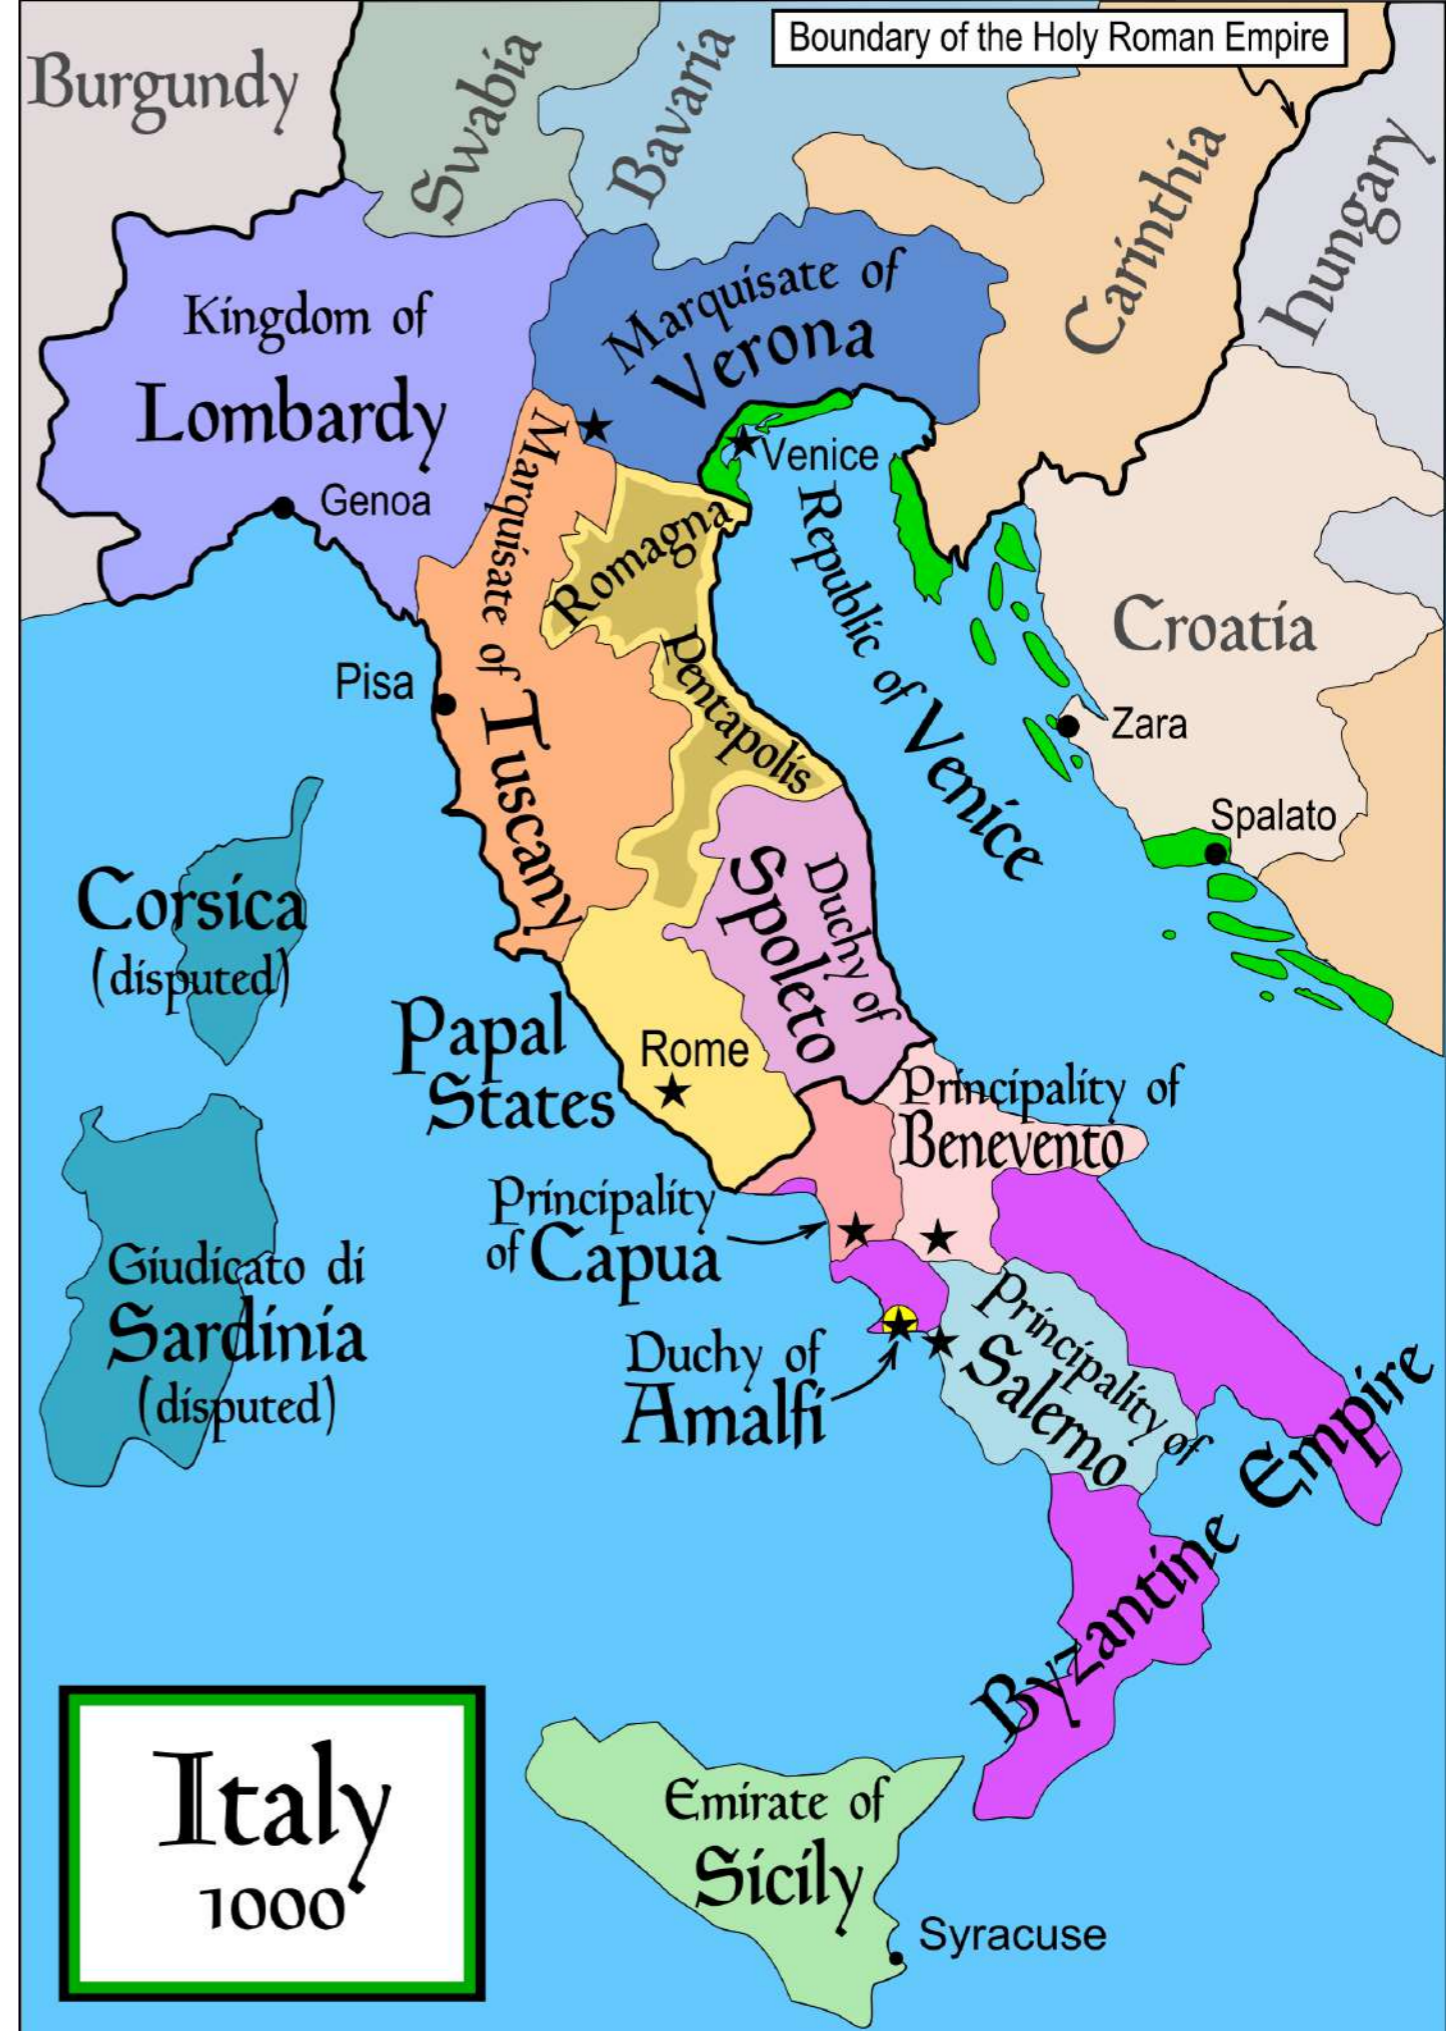 Boundary of the Holy Roman Empire
Burgundy
Swabia
Bavaria
Carinthia
hungary
Kingdom of
Lombardy
Marquisate of
Verona
Genoa
Venice
Marquisate of
Tuscany
Romagna
Pentapolis
Republic of
Venice
Croatia
Pisa
Zara
Spalato
Corsica
(disputed)
Duchy of
Spoleto
Papal
States
Rome
Principality of
Benevento
Principality
of Capua
Giudicato di
Sardinia
(disputed)
Duchy of
Amalfi
Principality of
Salerno
Byzantine Empire
Italy
1000
Emirate of
Sicily
Syracuse